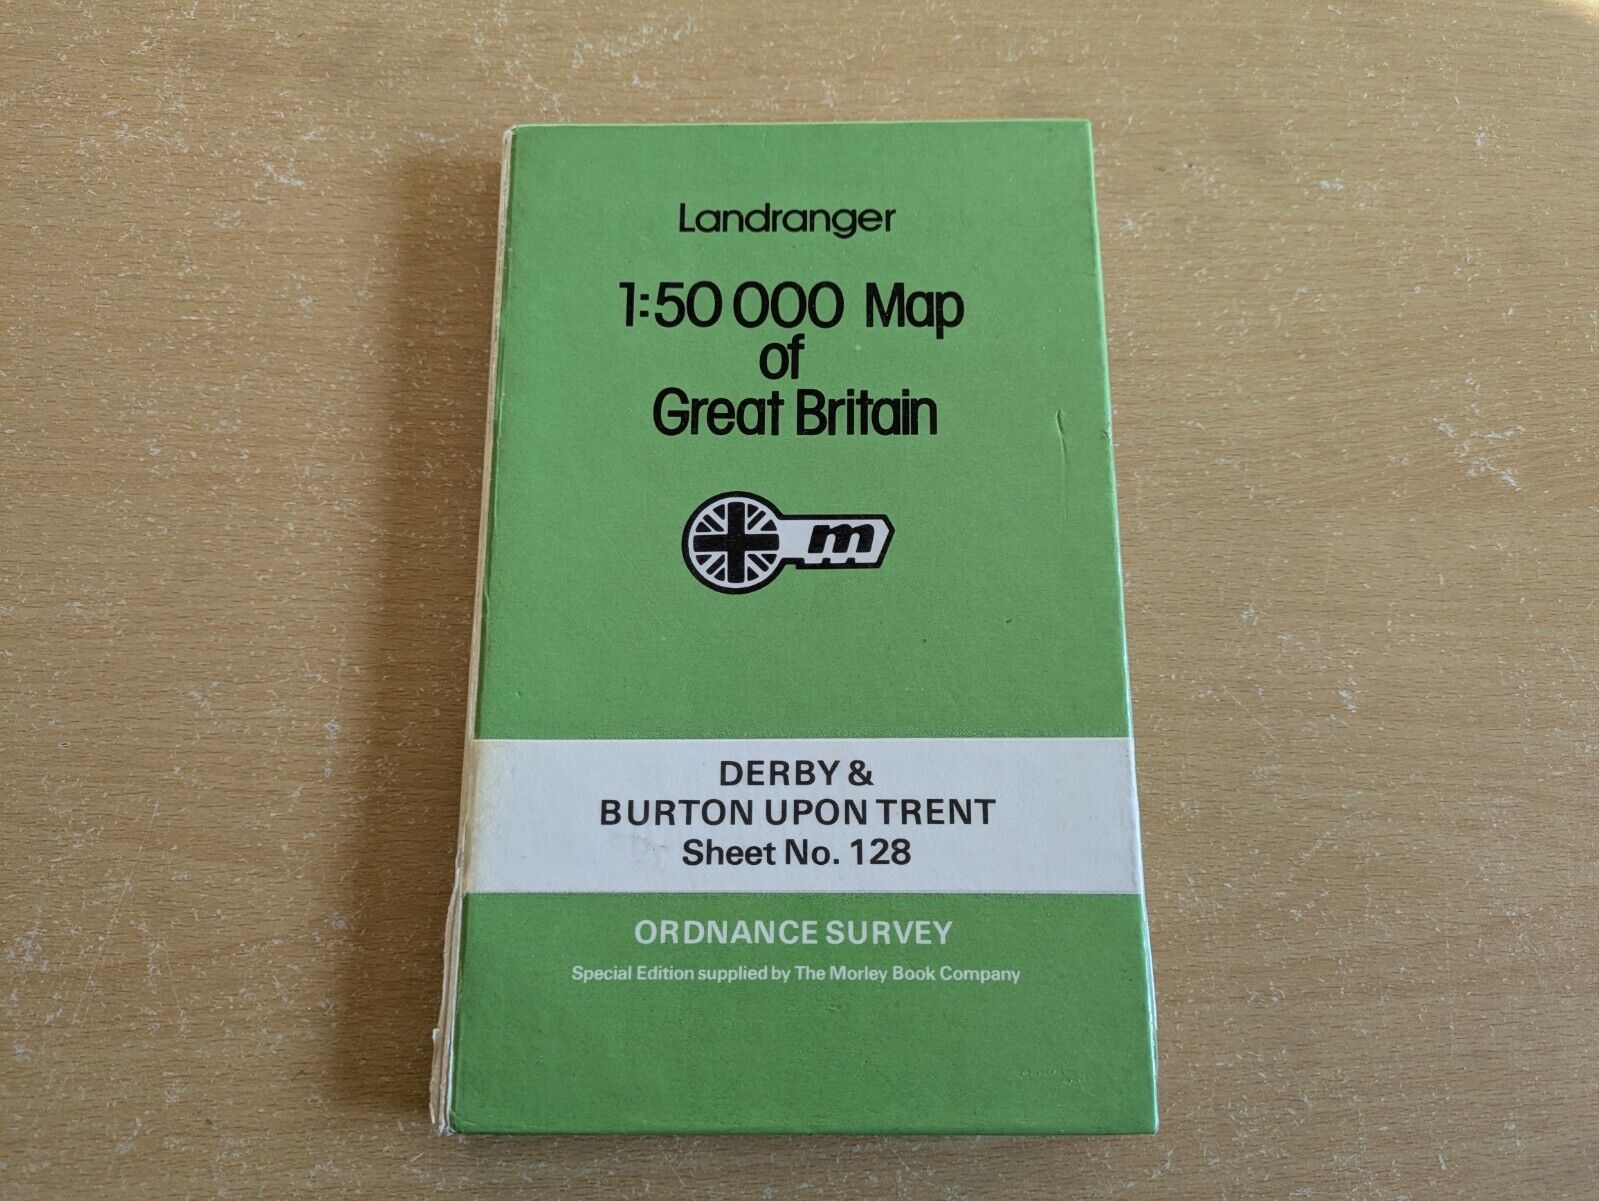 Landranger
1:50 000 Map
of
Great Britain
m
DERBY &
BURTON UPON TRENT
Sheet No. 128
ORDNANCE SURVEY
Special Edition supplied by The Morley Book Company